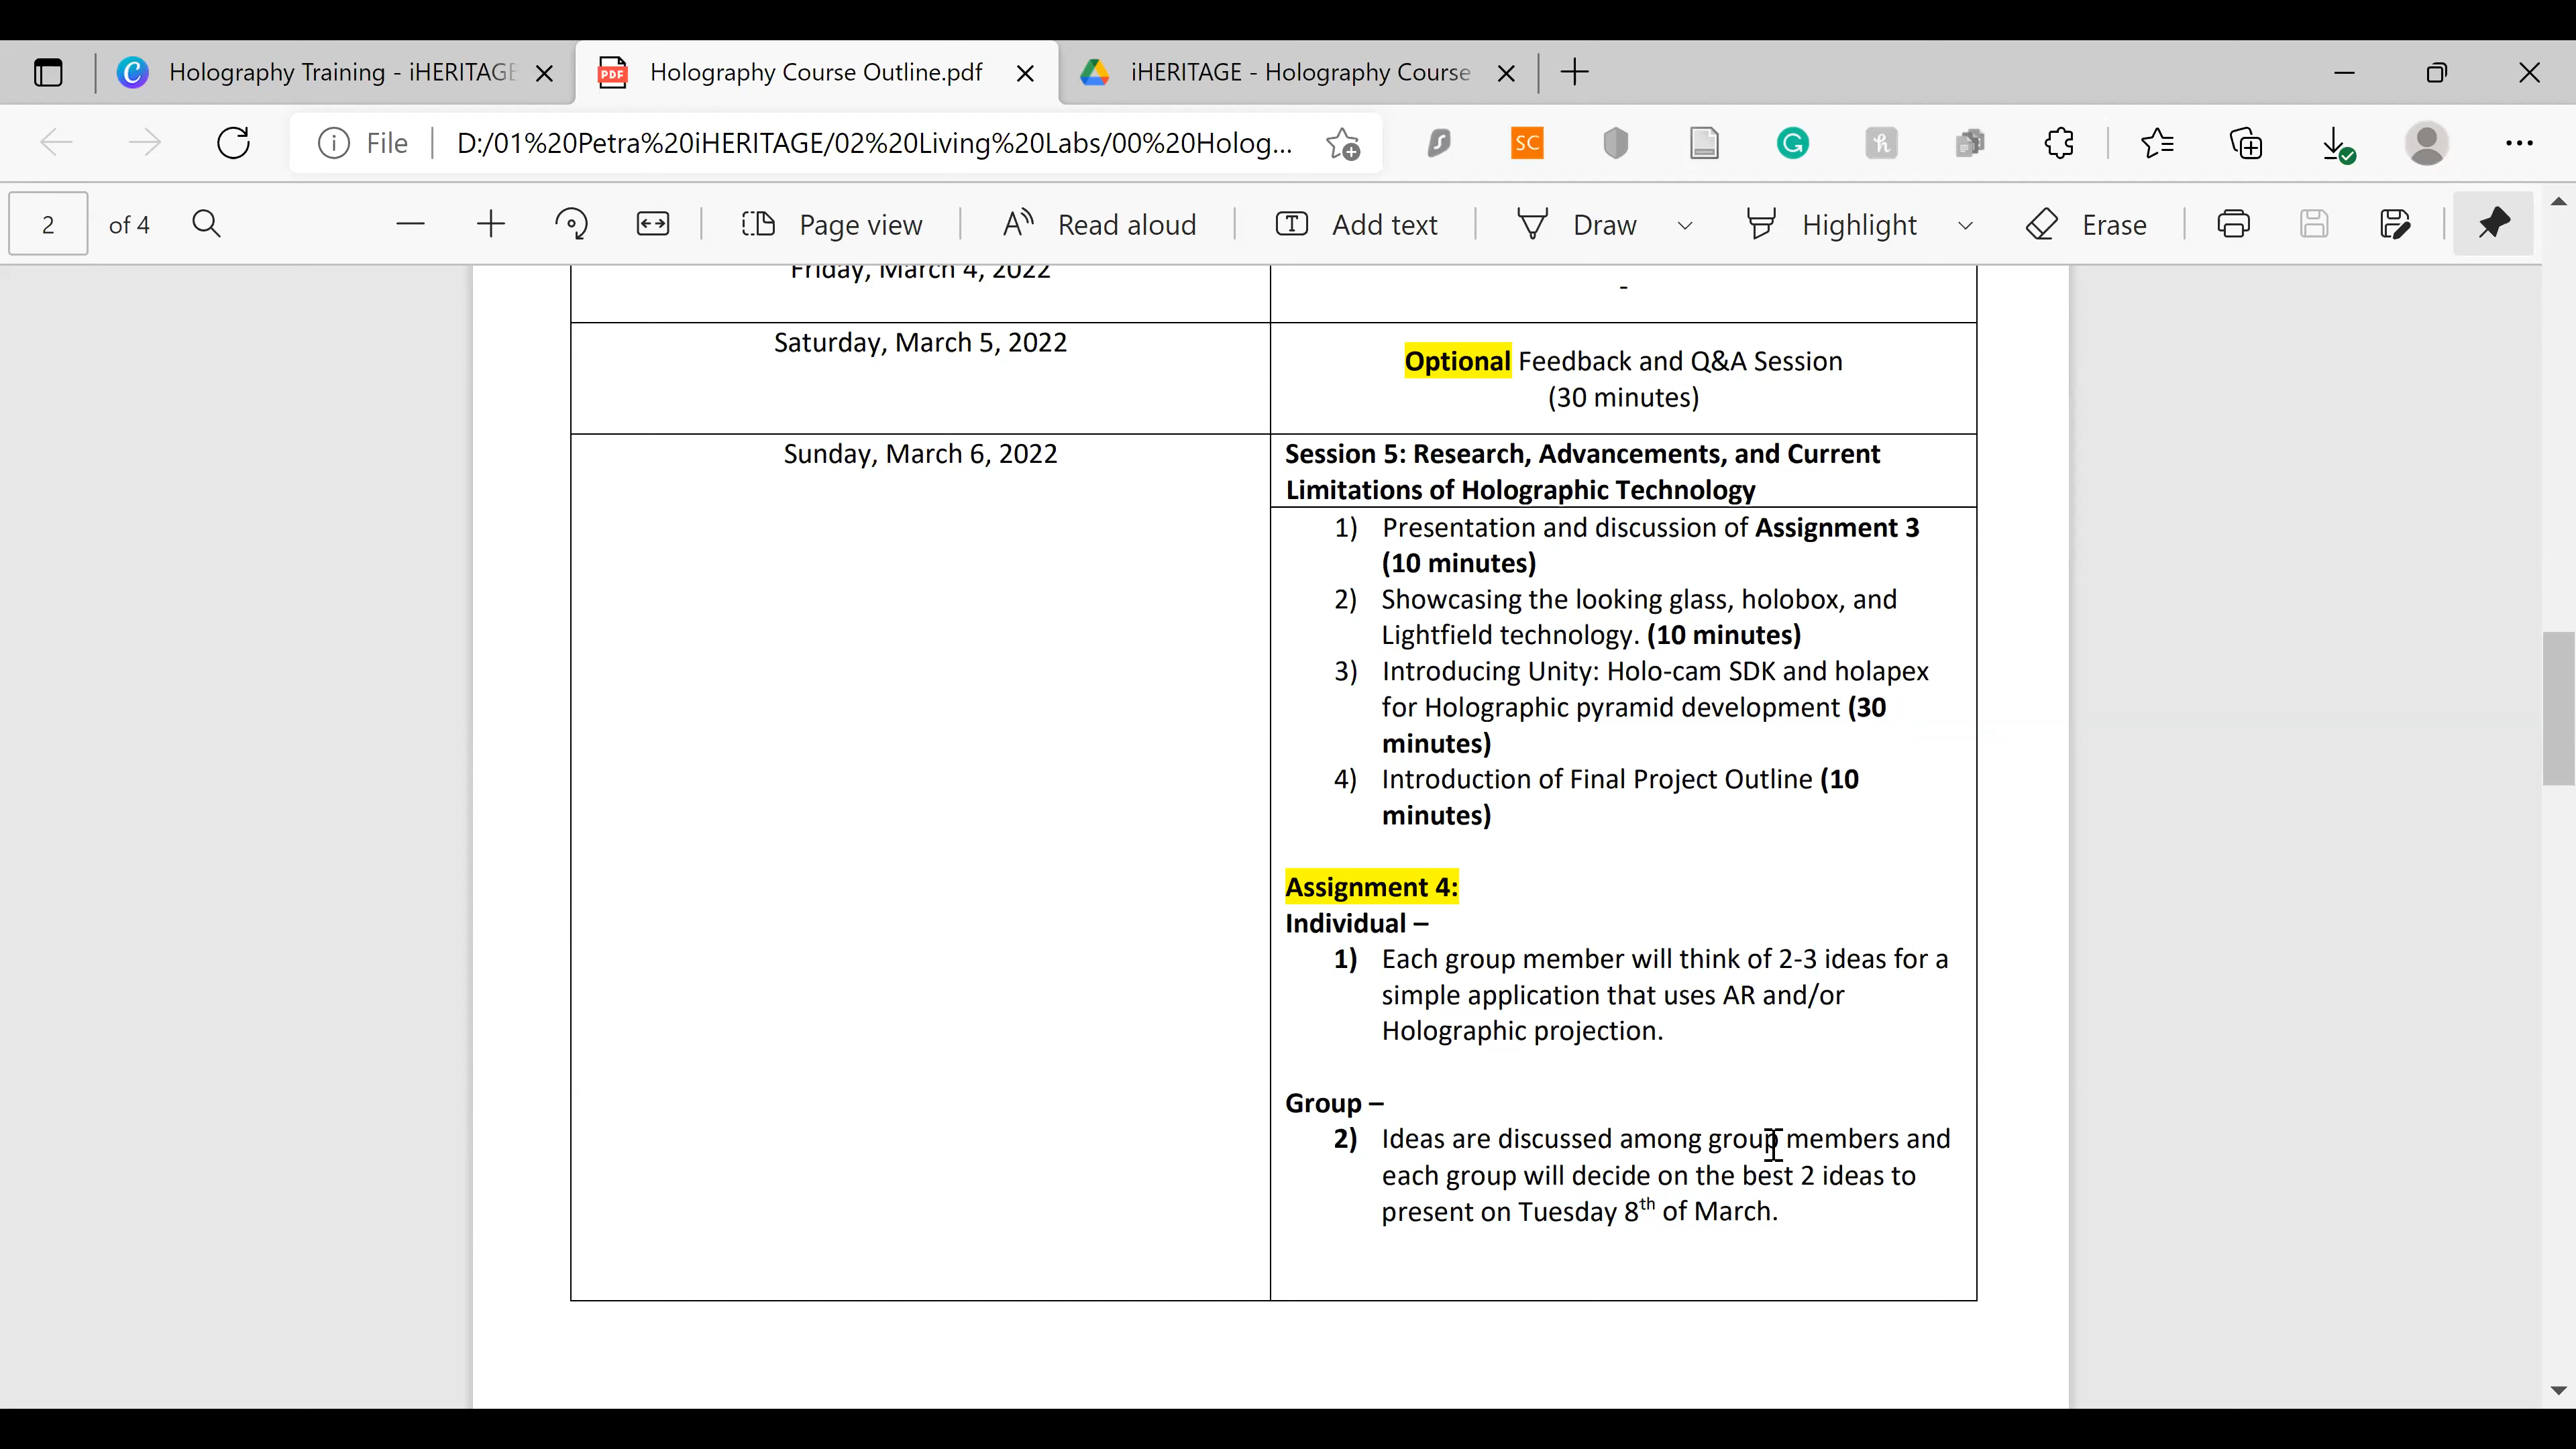 Holography Training - iHERITAGE
Holography Course Outline.pdf
iHERITAGE - Holography Course
File
D:/01%20Petra%20iHERITAGE/02%20Living%20Labs/00%20Holog...
SC
2
of 4
Page view
Read aloud
Add text
Draw
Highlight
Erase
Friday, March 4, 2022
-
Saturday, March 5, 2022
Optional Feedback and Q&A Session
(30 minutes)
Sunday, March 6, 2022
Session 5: Research, Advancements, and Current
Limitations of Holographic Technology
1) Presentation and discussion of Assignment 3
(10 minutes)
2) Showcasing the looking glass, holobox, and
Lightfield technology. (10 minutes)
3) Introducing Unity: Holo-cam SDK and holapex
for Holographic pyramid development (30
minutes)
4) Introduction of Final Project Outline (10
minutes)
Assignment 4:
Individual –
1) Each group member will think of 2-3 ideas for a
simple application that uses AR and/or
Holographic projection.
Group –
2) Ideas are discussed among group members and
each group will decide on the best 2 ideas to
present on Tuesday 8th of March.